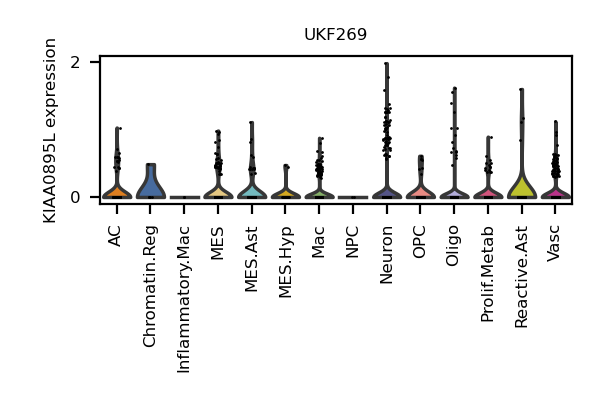 UKF269
KIAA0895L expression
2
0
AC
Chromatin.Reg
Inflammatory.Mac
MES
MES.Ast
MES.Hyp
Mac
NPC
Neuron
OPC
Oligo
Prolif.Metab
Reactive.Ast
Vasc